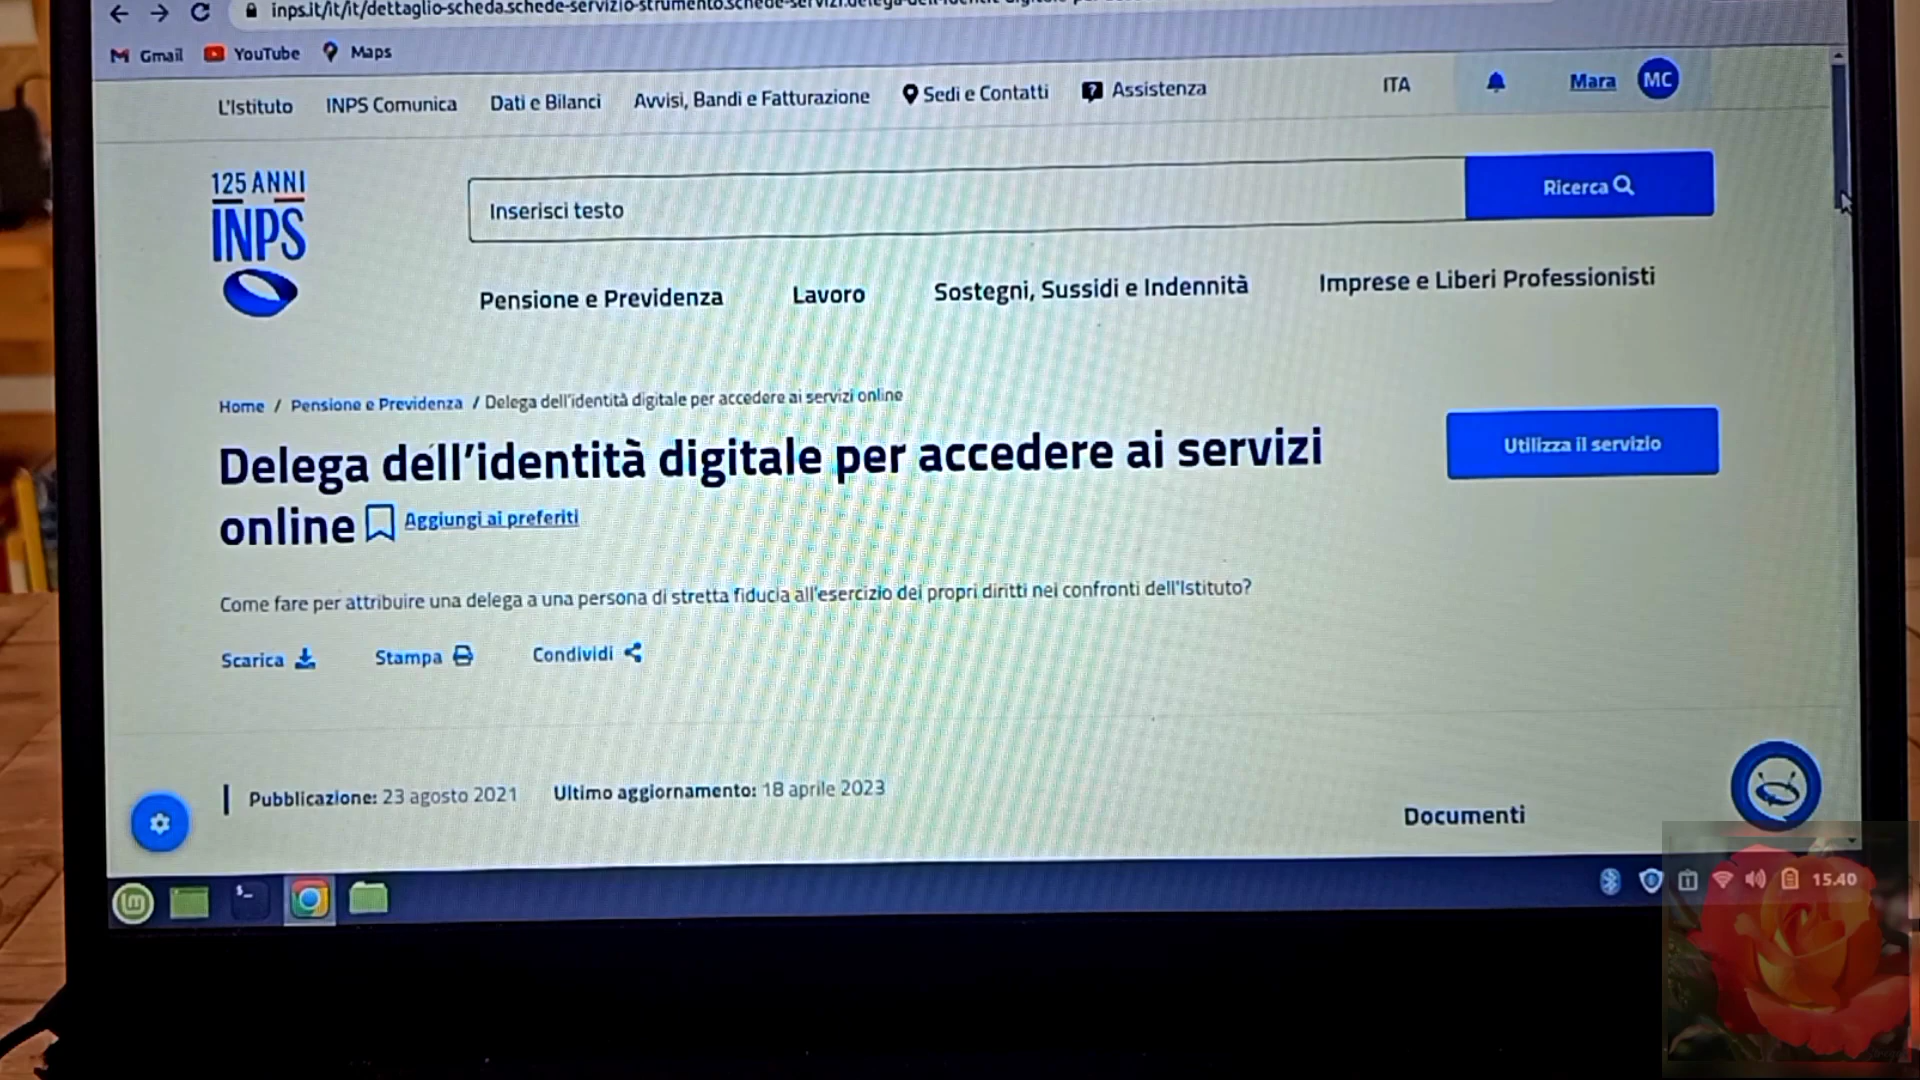 inps.it/it/it/dettaglio-scheda.schede-servizio-strumento.schede-servizi.delega-dell-identit-digitale-per-
Gmail YouTube Maps
L'Istituto INPS Comunica Dati e Bilanci Avvisi, Bandi e Fatturazione Sedi e Contatti Assistenza ITA Mara MC
125 ANNI
INPS
Inserisci testo Ricerca
Pensione e Previdenza Lavoro Sostegni, Sussidi e Indennità Imprese e Liberi Professionisti
Home / Pensione e Previdenza / Delega dell'identità digitale per accedere ai servizi online
Delega dell'identità digitale per accedere ai servizi
online Aggiungi ai preferiti
Utilizza il servizio
Come fare per attribuire una delega a una persona di stretta fiducia all'esercizio dei propri diritti nei confronti dell'Istituto?
Scarica Stampa Condividi
Pubblicazione: 23 agosto 2021 Ultimo aggiornamento: 18 aprile 2023
Documenti
15.40